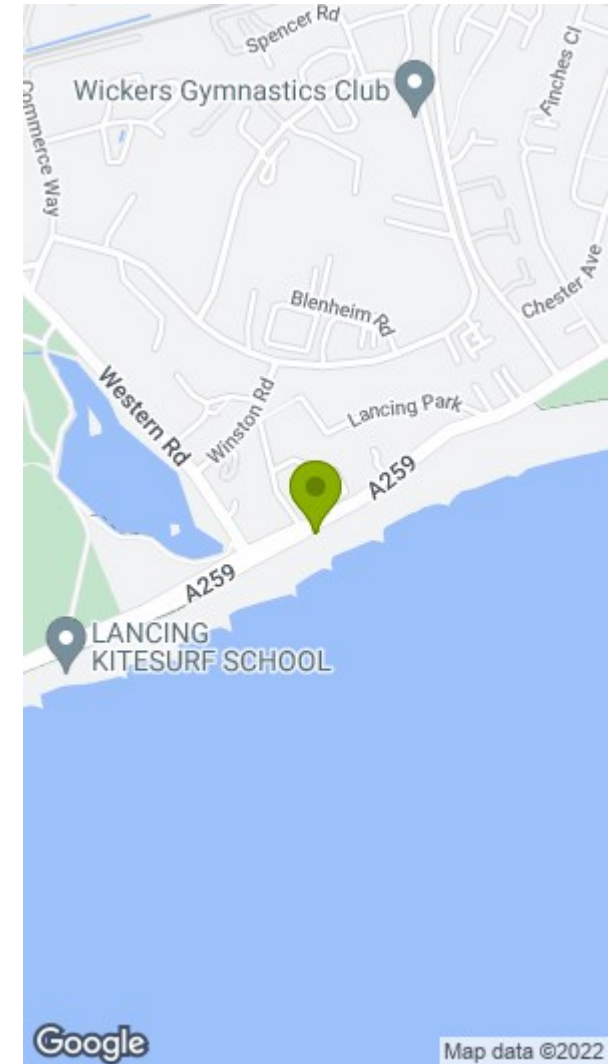 Spencer Rd
Wickers Gymnastics Club
Finches Cl
Commerce Way
Chester Ave
Blenheim Rd
Western Rd
Winston Rd
Lancing Park
A259
A259
LANCING
KITESURF SCHOOL
Google
Map data ©2022